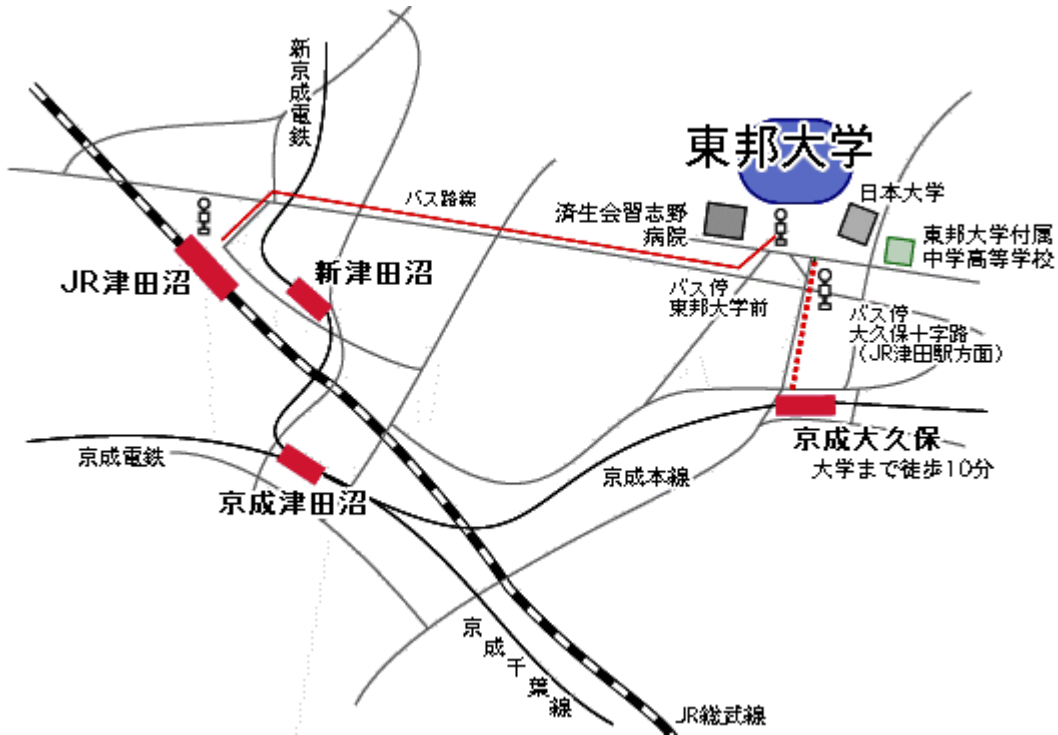 新京成電鉄
東邦大学
日本大学
バス路線
済生会習志野
病院
東邦大学付属
中学高等学校
JR津田沼
新津田沼
バス停
東邦大学前
バス停
大久保十字路
（JR津田駅方面）
京成大久保
大学まで徒歩10分
京成電鉄
京成津田沼
京成本線
京成千葉線
JR総武線